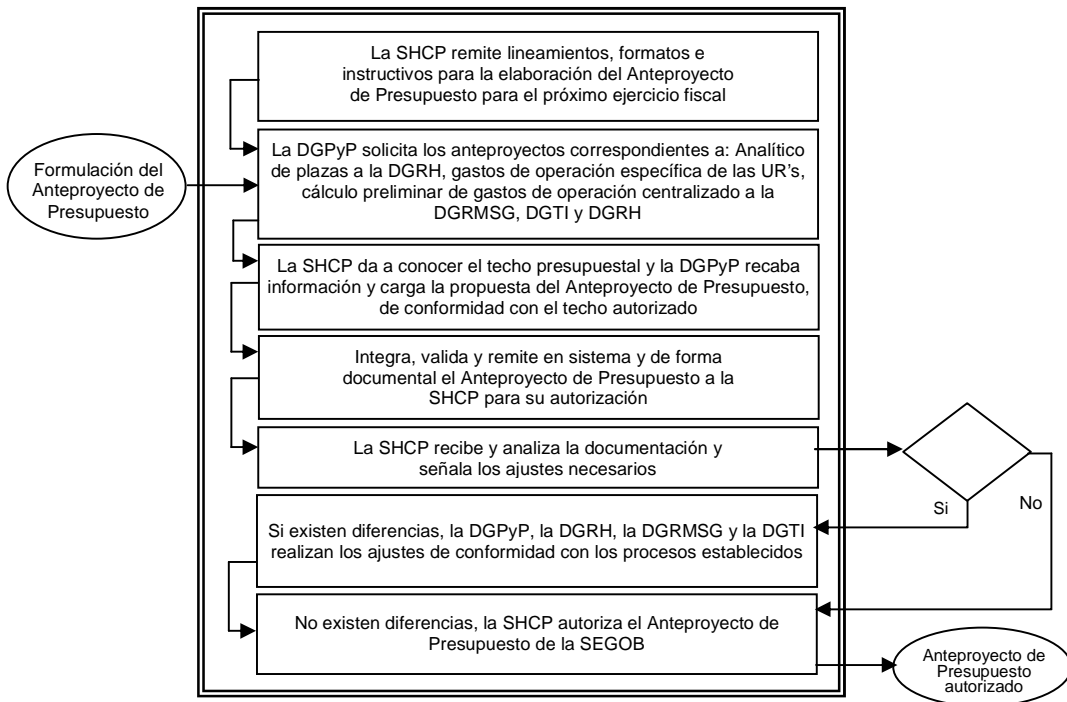 La SHCP remite lineamientos, formatos e
instructivos para la elaboración del Anteproyecto
de Presupuesto para el próximo ejercicio fiscal
Formulación del
Anteproyecto de
Presupuesto
La DGPyP solicita los anteproyectos correspondientes a: Analítico
de plazas a la DGRH, gastos de operación específica de las UR's,
cálculo preliminar de gastos de operación centralizado a la
DGRMSG, DGTI y DGRH
La SHCP da a conocer el techo presupuestal y la DGPyP recaba
información y carga la propuesta del Anteproyecto de Presupuesto,
de conformidad con el techo autorizado
Integra, valida y remite en sistema y de forma
documental el Anteproyecto de Presupuesto a la
SHCP para su autorización
La SHCP recibe y analiza la documentación y
señala los ajustes necesarios
Si
No
Si existen diferencias, la DGPyP, la DGRH, la DGRMSG y la DGTI
realizan los ajustes de conformidad con los procesos establecidos
No existen diferencias, la SHCP autoriza el Anteproyecto de
Presupuesto de la SEGOB
Anteproyecto de
Presupuesto
autorizado